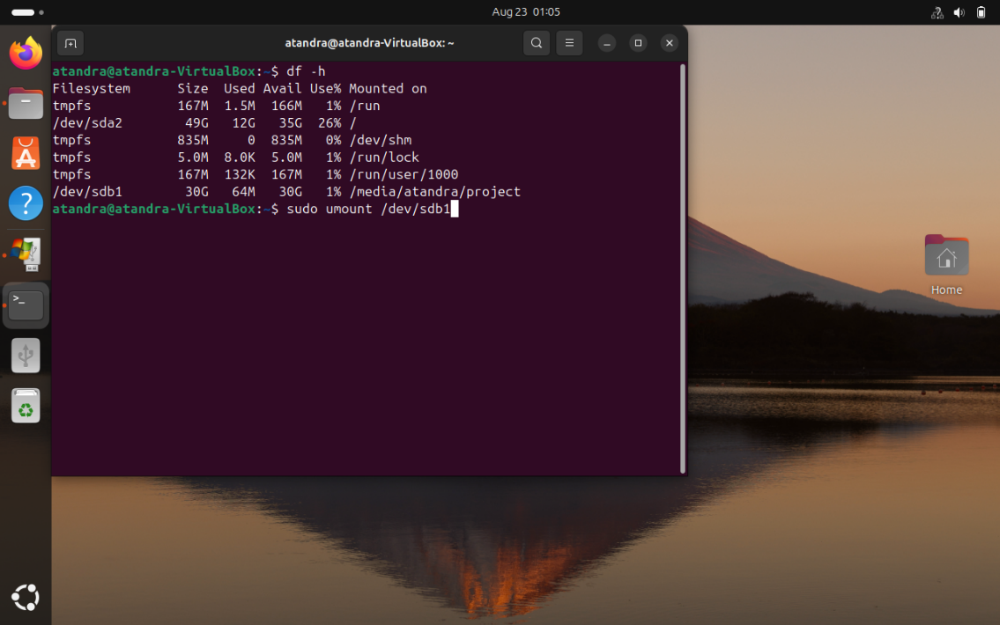 Aug 23 01:05
atandra@atandra-VirtualBox: ~
atandra@atandra-VirtualBox:~$ df -h
Filesystem Size Used Avail Use% Mounted on
tmpfs 167M 1.5M 166M 1% /run
/dev/sda2 49G 12G 35G 26% /
tmpfs 835M 0 835M 0% /dev/shm
tmpfs 5.0M 8.0K 5.0M 1% /run/lock
tmpfs 167M 132K 167M 1% /run/user/1000
/dev/sdb1 30G 64M 30G 1% /media/atandra/project
atandra@atandra-VirtualBox:~$ sudo umount /dev/sdb1
Home